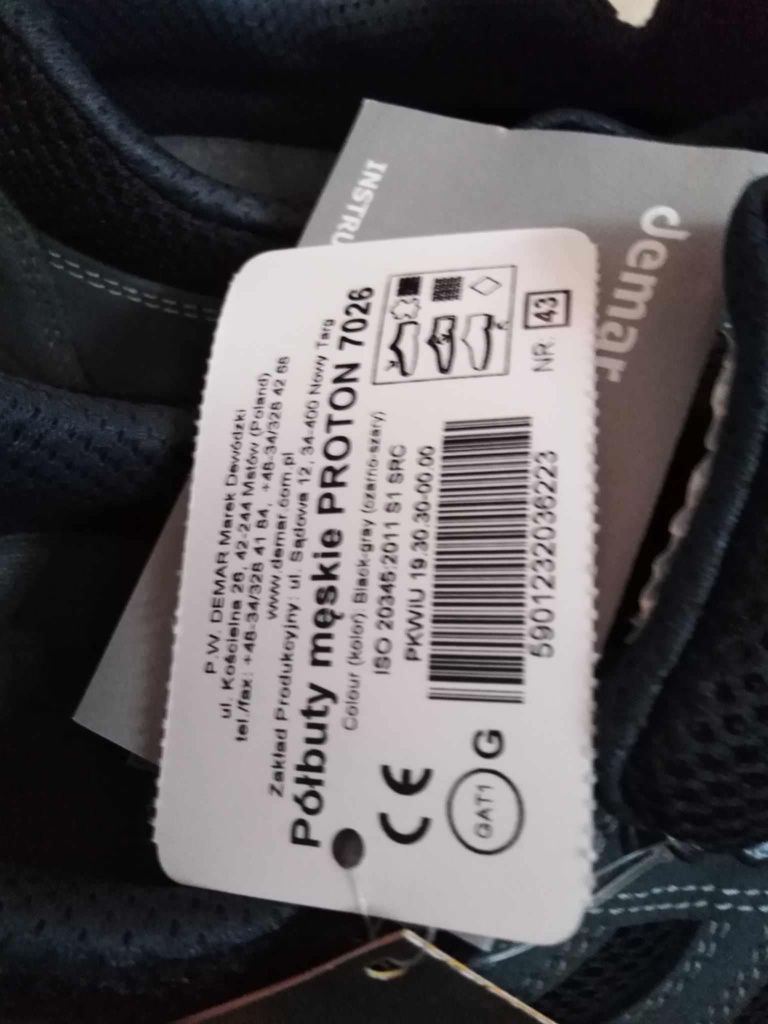 P.W. DEMAR Marek Dawódzki
ul. Kościelna 26, 42-244 Mstów (Poland)
tel./fax: +48-34/328 41 84, +48-34/328 42 66
www.demar.com.pl
Zakład Produkcyjny: ul. Sądowa 12, 34-400 Nowy Targ
Półbuty męskie PROTON 7026
Colour (kolor): Black-gray (czarno-szary)
ISO 20345:2011 S1 SRC
PKWIU 19.30.30-00.00
CE
GAT1 G
5901232036223
NR. 43
INSTRU
demar